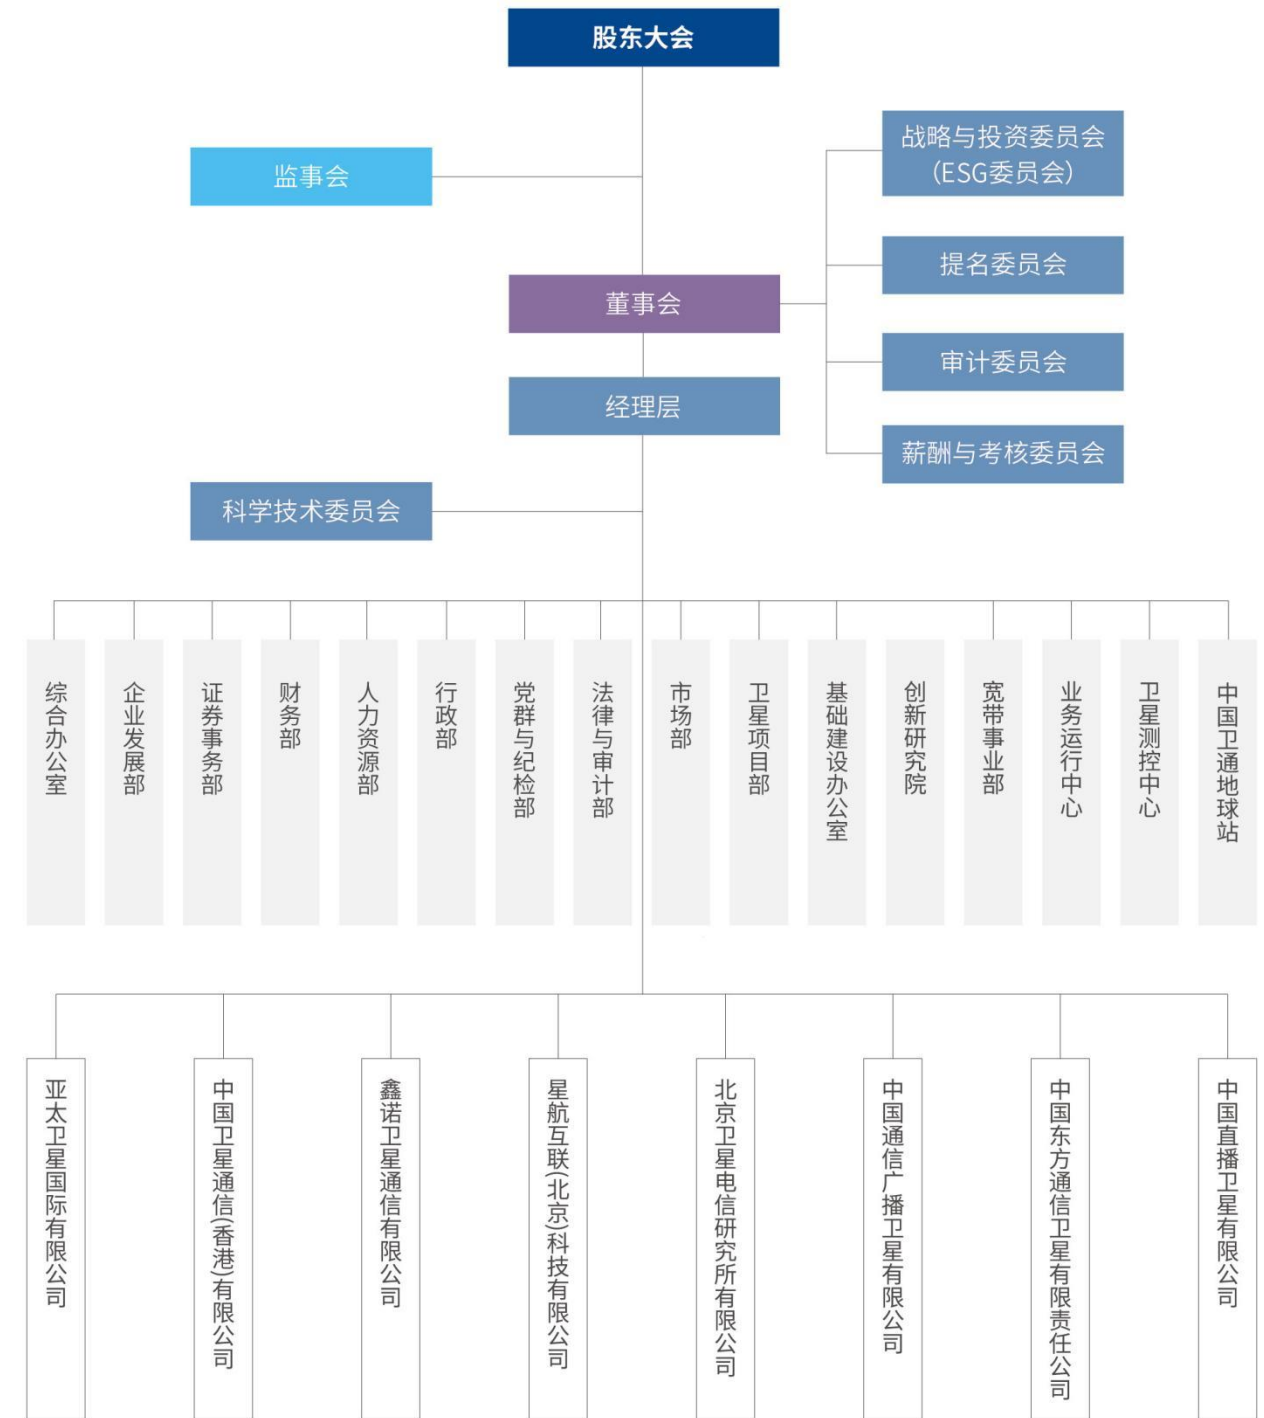 股东大会
监事会
战略与投资委员会
（ESG委员会）
提名委员会
董事会
审计委员会
经理层
薪酬与考核委员会
科学技术委员会
综合办公室
企业发展部
证券事务部
财务部
人力资源部
行政部
党群与纪检部
法律与审计部
市场部
卫星项目部
基础建设办公室
创新研究院
宽带事业部
业务运行中心
卫星测控中心
中国卫通地球站
亚太卫星国际有限公司
中国卫星通信(香港)有限公司
鑫诺卫星通信有限公司
星航互联(北京)科技有限公司
北京卫星电信研究所有限公司
中国通信广播卫星有限公司
中国东方通信卫星有限责任公司
中国直播卫星有限公司